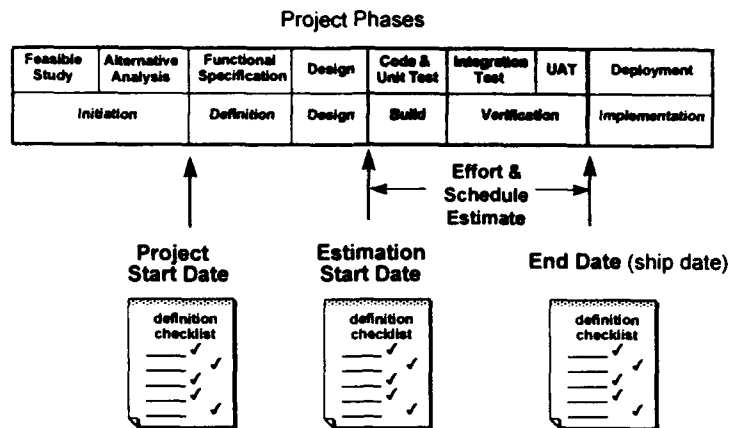 Project Phases
Feasible Study
Alternative Analysis
Functional Specification
Design
Code & Unit Test
Integration Test
UAT
Deployment
Initiation
Definition
Design
Build
Verification
Implementation
Effort &
Schedule
Estimate
Project
Start Date
Estimation
Start Date
End Date (ship date)
definition
checklist
definition
checklist
definition
checklist